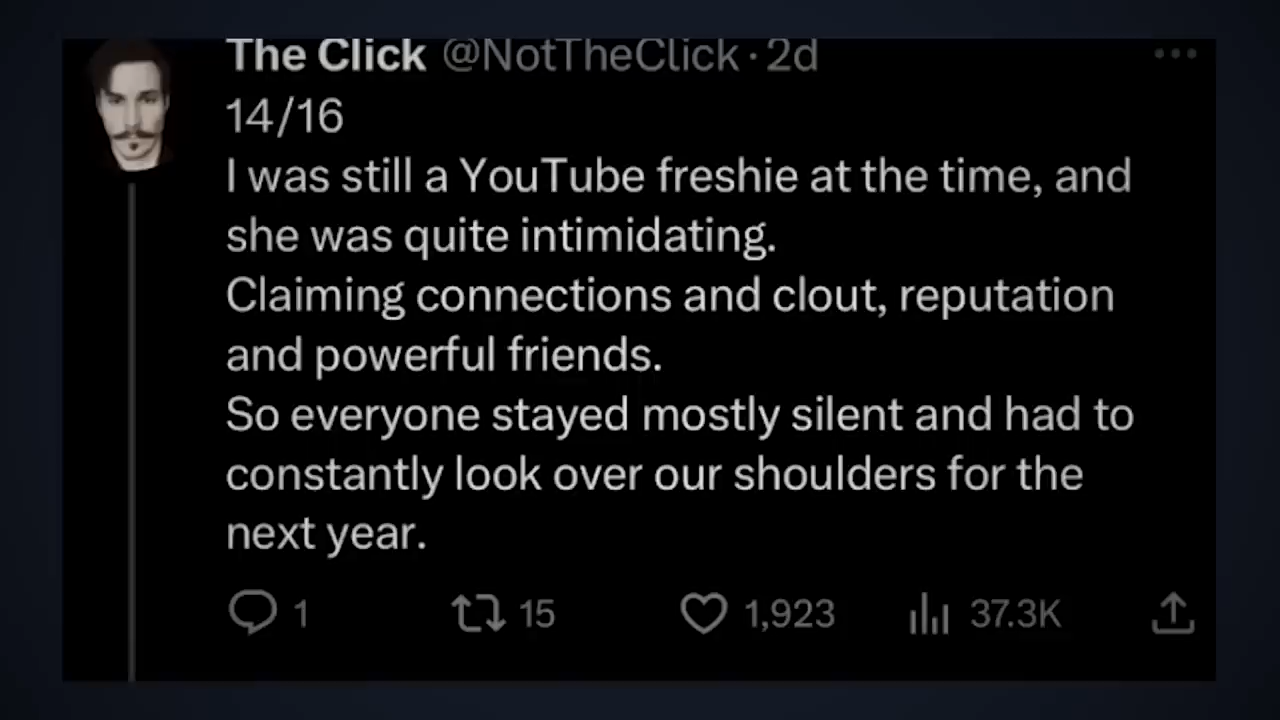 The Click @NotTheClick · 2d
14/16
I was still a YouTube freshie at the time, and
she was quite intimidating.
Claiming connections and clout, reputation
and powerful friends.
So everyone stayed mostly silent and had to
constantly look over our shoulders for the
next year.
1 15 1,923 37.3K